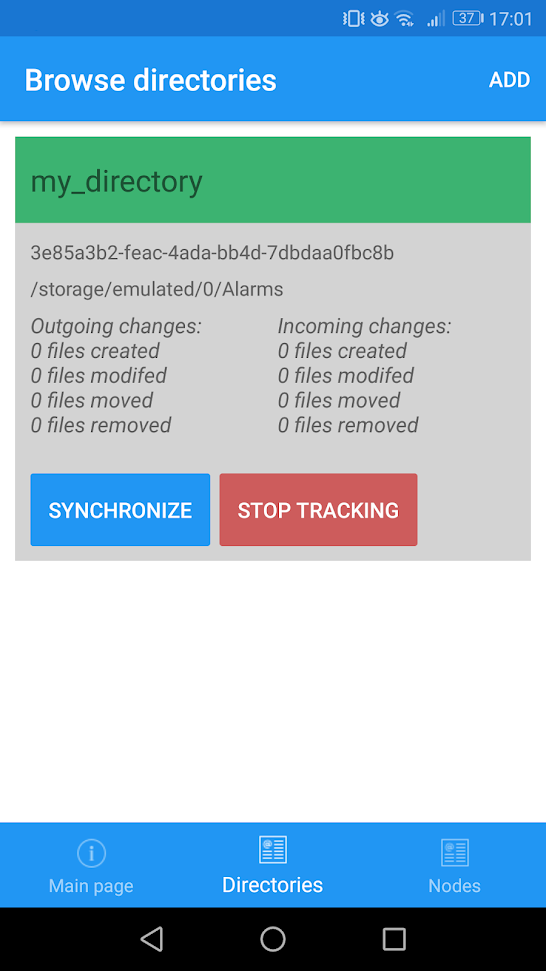 37 17:01
Browse directories ADD
my_directory
3e85a3b2-feac-4ada-bb4d-7dbdaa0fbc8b
/storage/emulated/0/Alarms
Outgoing changes:
0 files created
0 files modifed
0 files moved
0 files removed
Incoming changes:
0 files created
0 files modifed
0 files moved
0 files removed
SYNCHRONIZE STOP TRACKING
Main page Directories Nodes